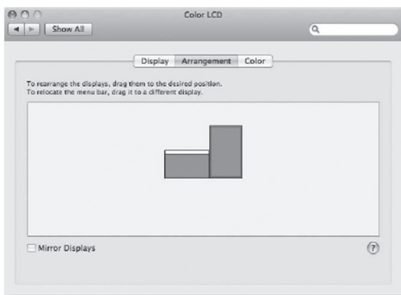 Color LCD
Show All
Display Arrangement Color
To rearrange the displays, drag them to the desired position.
To relocate the menu bar, drag it to a different display.
Mirror Displays
?